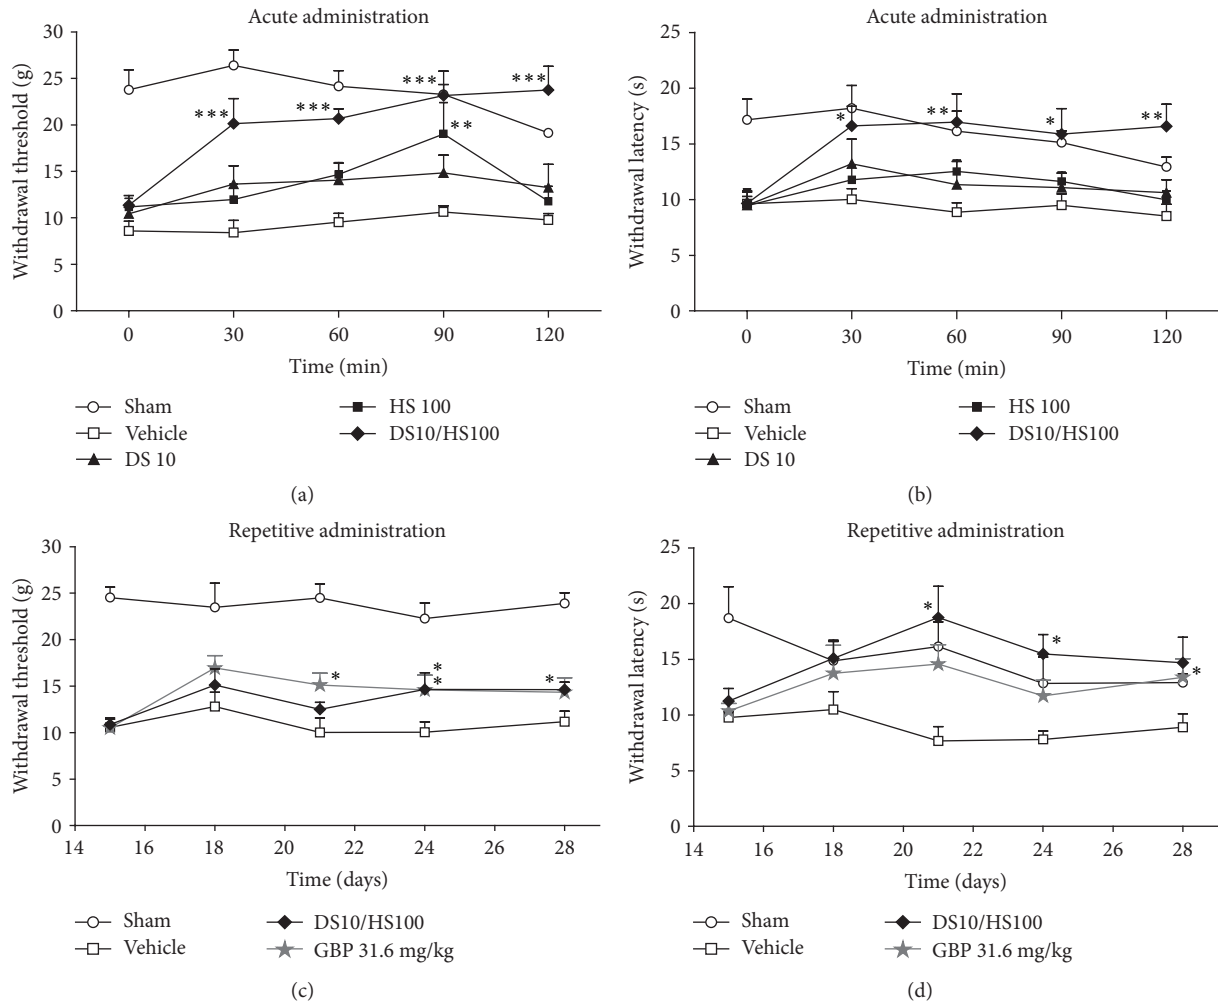 Acute administration
Withdrawal threshold (g)
30
25
20
15
10
5
0
***
***
***
***
**
0 30 60 90 120
Time (min)
Sham
Vehicle
DS 10
HS 100
DS10/HS100
(a)
Acute administration
Withdrawal latency (s)
25
20
15
10
5
0
*
**
*
**
0 30 60 90 120
Time (min)
Sham
Vehicle
DS 10
HS 100
DS10/HS100
(b)
Repetitive administration
Withdrawal threshold (g)
30
25
20
15
10
5
0
*
*
*
*
14 16 18 20 22 24 26 28
Time (days)
Sham
Vehicle
DS10/HS100
GBP 31.6 mg/kg
(c)
Repetitive administration
Withdrawal latency (s)
25
20
15
10
5
0
*
*
*
14 16 18 20 22 24 26 28
Time (days)
Sham
Vehicle
DS10/HS100
GBP 31.6 mg/kg
(d)